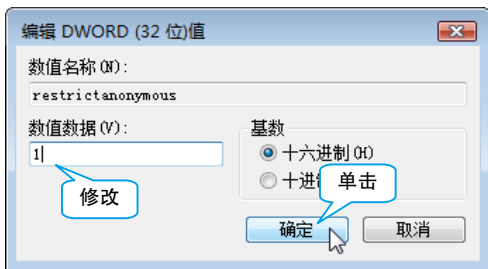 编辑 DWORD (32 位)值
数值名称(N):
restrictanonymous
数值数据(V):
1
基数
十六进制(H)
十进
修改
单击
确定
取消